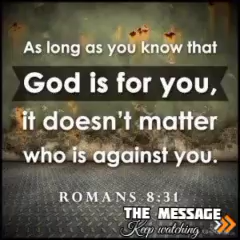 As long as you know that
God is for you,
it doesn't matter
who is against you.
ROMANS 8:31
THE MESSAGE
Keep watching